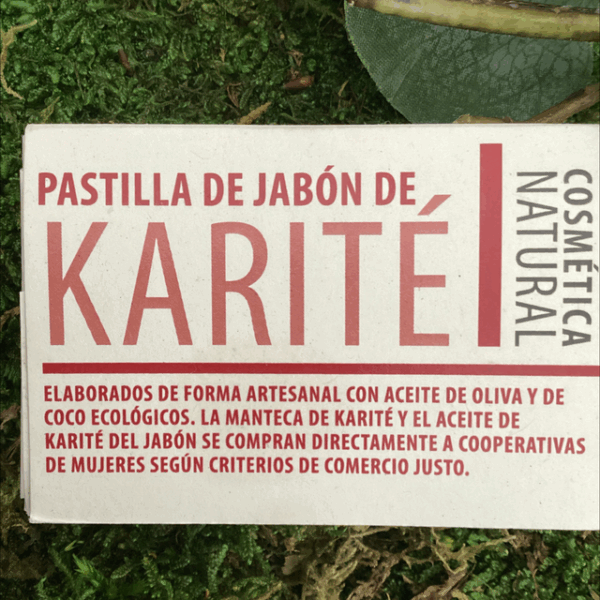 PASTILLA DE JABÓN DE
KARITÉ
COSMÉTICA
NATURAL
ELABORADOS DE FORMA ARTESANAL CON ACEITE DE OLIVA Y DE
COCO ECOLÓGICOS. LA MANTECA DE KARITÉ Y EL ACEITE DE
KARITÉ DEL JABÓN SE COMPRAN DIRECTAMENTE A COOPERATIVAS
DE MUJERES SEGÚN CRITERIOS DE COMERCIO JUSTO.